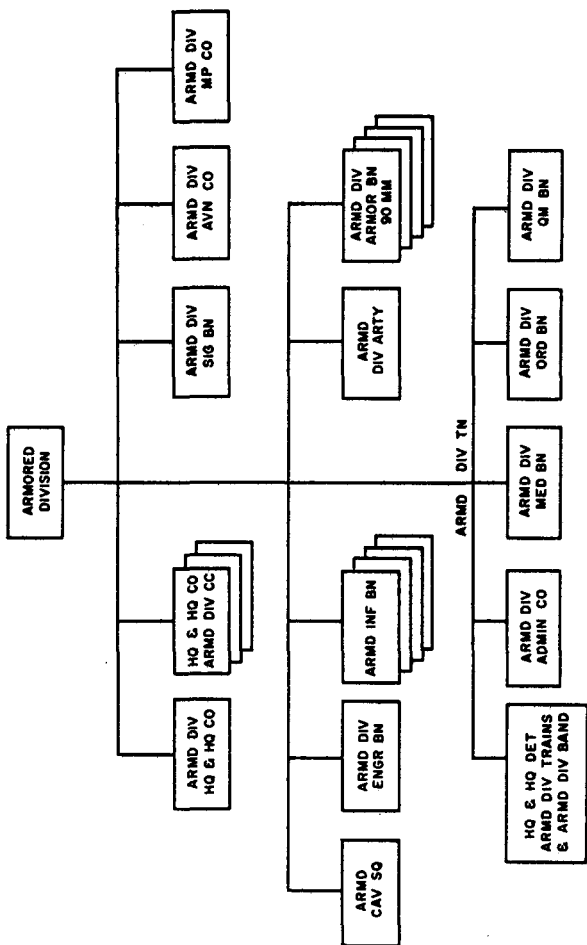 ARMORED
DIVISION
ARMD DIV
HQ & HQ CO
HQ & HQ CO
ARMD DIV CC
ARMD DIV
SIG BN
ARMD DIV
AVN CO
ARMD DIV
MP CO
ARMD
CAV SQ
ARMD DIV
ENGR BN
ARMD INF BN
ARMD
DIV ARTY
ARMD DIV
ARMOR BN
90 MM
ARMD DIV TN
HQ & HQ DET
ARMD DIV TRAINS
& ARMD DIV BAND
ARMD DIV
ADMIN CO
ARMD DIV
MED BN
ARMD DIV
ORD BN
ARMD DIV
QM BN